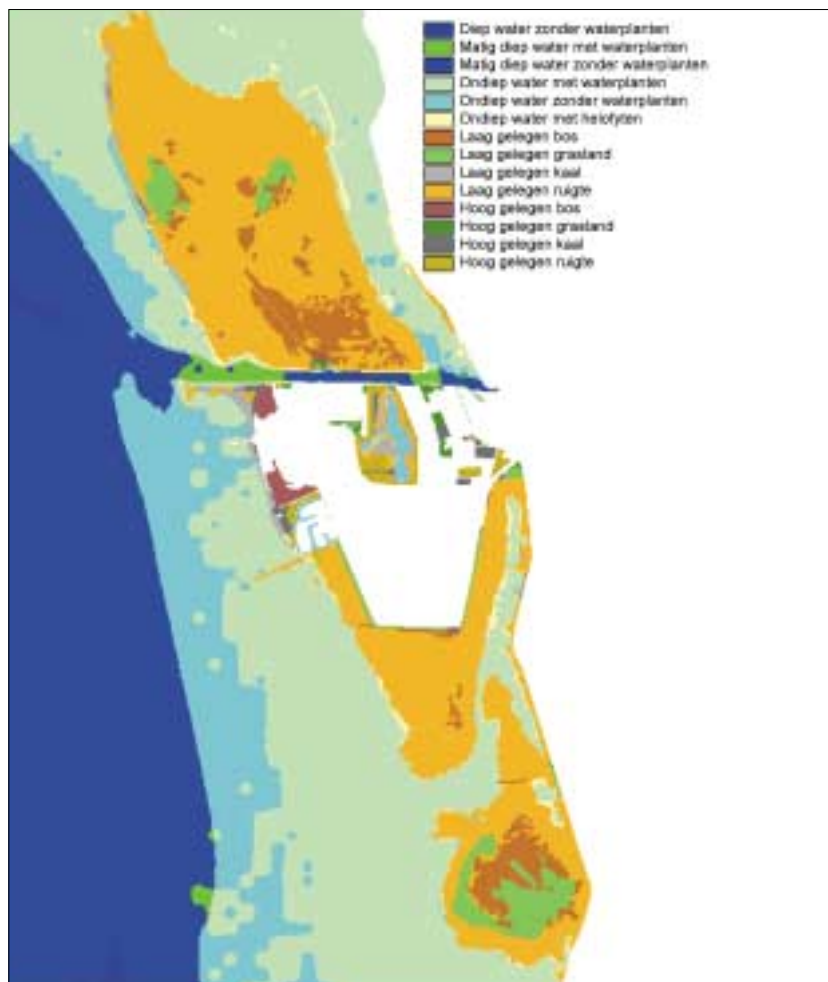 Diep water zonder waterplanten
Matig diep water met waterplanten
Matig diep water zonder waterplanten
Ondiep water met waterplanten
Ondiep water zonder waterplanten
Ondiep water met helofyten
Laag gelegen bos
Laag gelegen grasland
Laag gelegen kaal
Laag gelegen ruigte
Hoog gelegen bos
Hoog gelegen grasland
Hoog gelegen kaal
Hoog gelegen ruigte